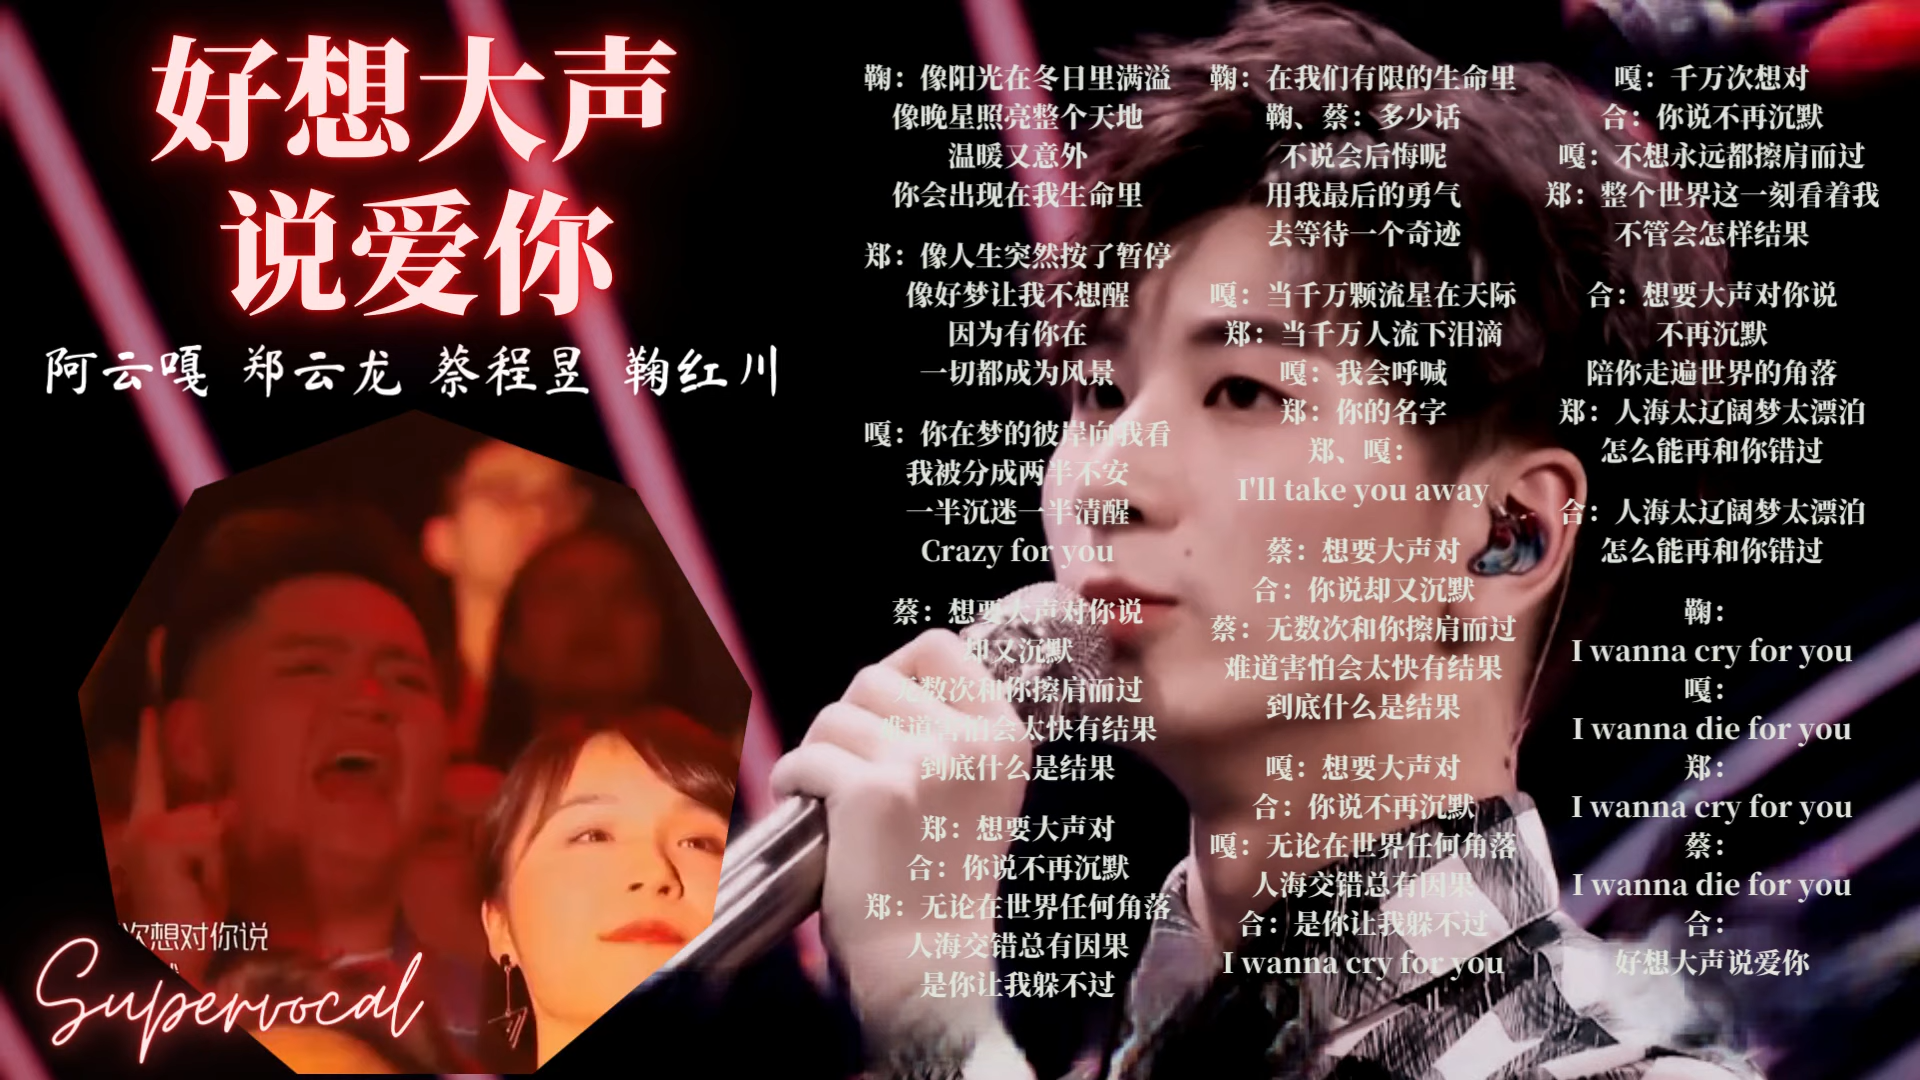 好想大声
说爱你
阿云嘎 郑云龙 蔡程昱 鞠红川
次想对你说
Supervocal
鞠：像阳光在冬日里满溢
像晚星照亮整个天地
温暖又意外
你会出现在我生命里
郑：像人生突然按了暂停
像好梦让我不想醒
因为有你在
一切都成为风景
嘎：你在梦的彼岸向我看
我被分成两半不安
一半沉迷一半清醒
Crazy for you
蔡：想要大声对你说
却又沉默
无数次和你擦肩而过
难道害怕会太快有结果
到底什么是结果
郑：想要大声对
合：你说不再沉默
郑：无论在世界任何角落
人海交错总有因果
是你让我躲不过
鞠：在我们有限的生命里
鞠、蔡：多少话
不说会后悔呢
用我最后的勇气
去等待一个奇迹
嘎：当千万颗流星在天际
郑：当千万人流下泪滴
嘎：我会呼喊
郑：你的名字
郑、嘎：
I'll take you away
蔡：想要大声对
合：你说却又沉默
蔡：无数次和你擦肩而过
难道害怕会太快有结果
到底什么是结果
嘎：想要大声对
合：你说不再沉默
嘎：无论在世界任何角落
人海交错总有因果
合：是你让我躲不过
I wanna cry for you
嘎：千万次想对
合：你说不再沉默
嘎：不想永远都擦肩而过
郑：整个世界这一刻看着我
不管会怎样结果
合：想要大声对你说
不再沉默
陪你走遍世界的角落
郑：人海太辽阔梦太漂泊
怎么能再和你错过
合：人海太辽阔梦太漂泊
怎么能再和你错过
鞠：
I wanna cry for you
嘎：
I wanna die for you
郑：
I wanna cry for you
蔡：
I wanna die for you
合：
好想大声说爱你